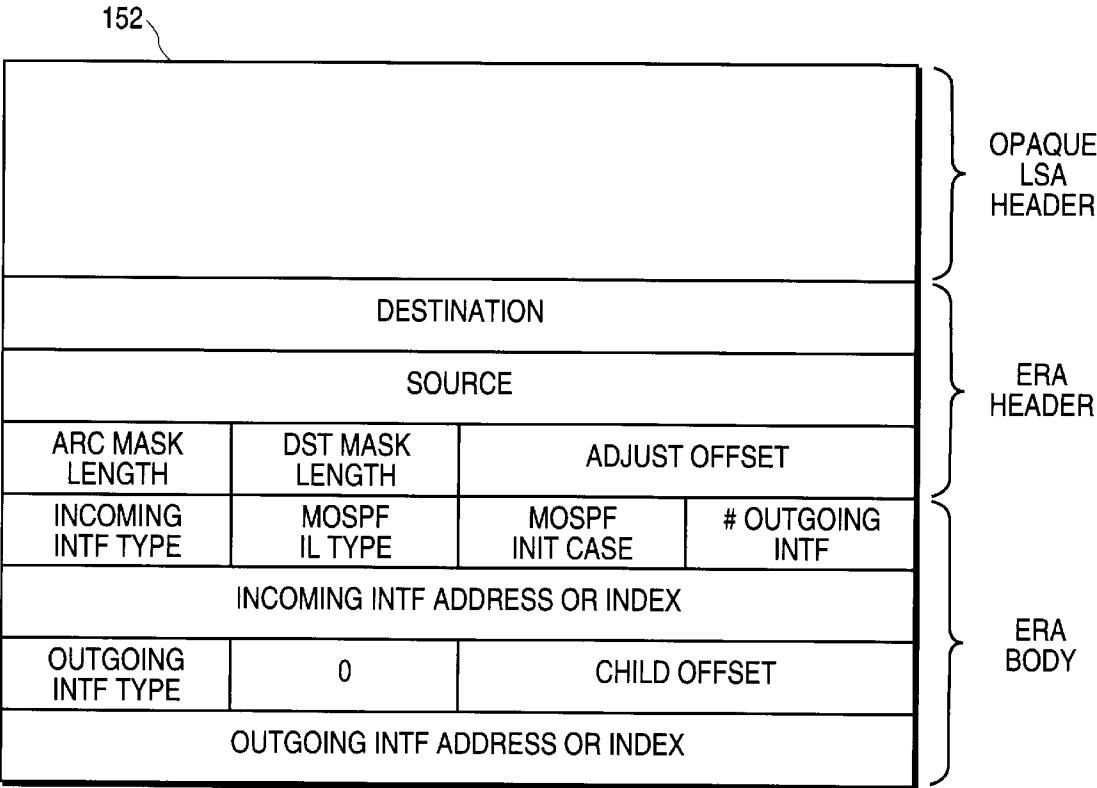 152
OPAQUE
LSA
HEADER
DESTINATION
SOURCE
ERA
HEADER
ARC MASK
LENGTH
DST MASK
LENGTH
ADJUST OFFSET
INCOMING
INTF TYPE
MOSPF
IL TYPE
MOSPF
INIT CASE
# OUTGOING
INTF
INCOMING INTF ADDRESS OR INDEX
OUTGOING
INTF TYPE
0
CHILD OFFSET
ERA
BODY
OUTGOING INTF ADDRESS OR INDEX